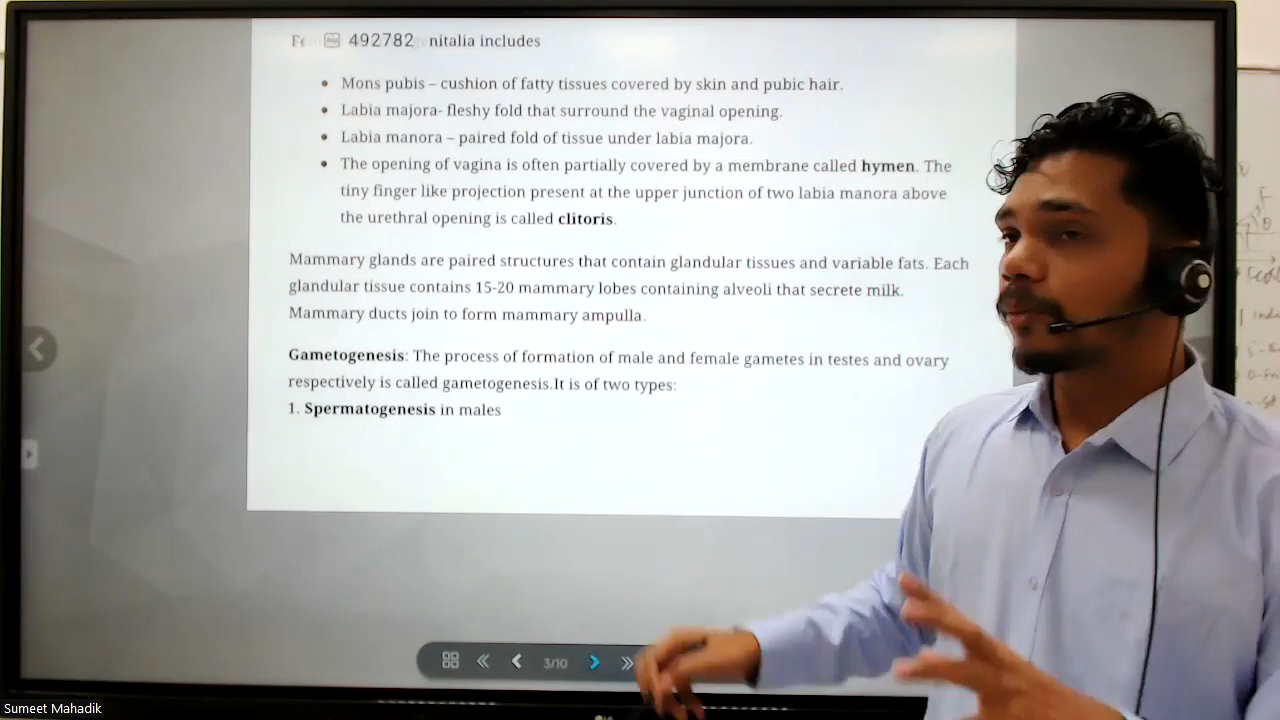 492782 nitalia includes
Mons pubis – cushion of fatty tissues covered by skin and pubic hair.
Labia majora- fleshy fold that surround the vaginal opening.
Labia manora – paired fold of tissue under labia majora.
The opening of vagina is often partially covered by a membrane called hymen. The
tiny finger like projection present at the upper junction of two labia manora above
the urethral opening is called clitoris.
Mammary glands are paired structures that contain glandular tissues and variable fats. Each
glandular tissue contains 15-20 mammary lobes containing alveoli that secrete milk.
Mammary ducts join to form mammary ampulla.
Gametogenesis: The process of formation of male and female gametes in testes and ovary
respectively is called gametogenesis.It is of two types:
1. Spermatogenesis in males
3/10
Sumeet Mahadik